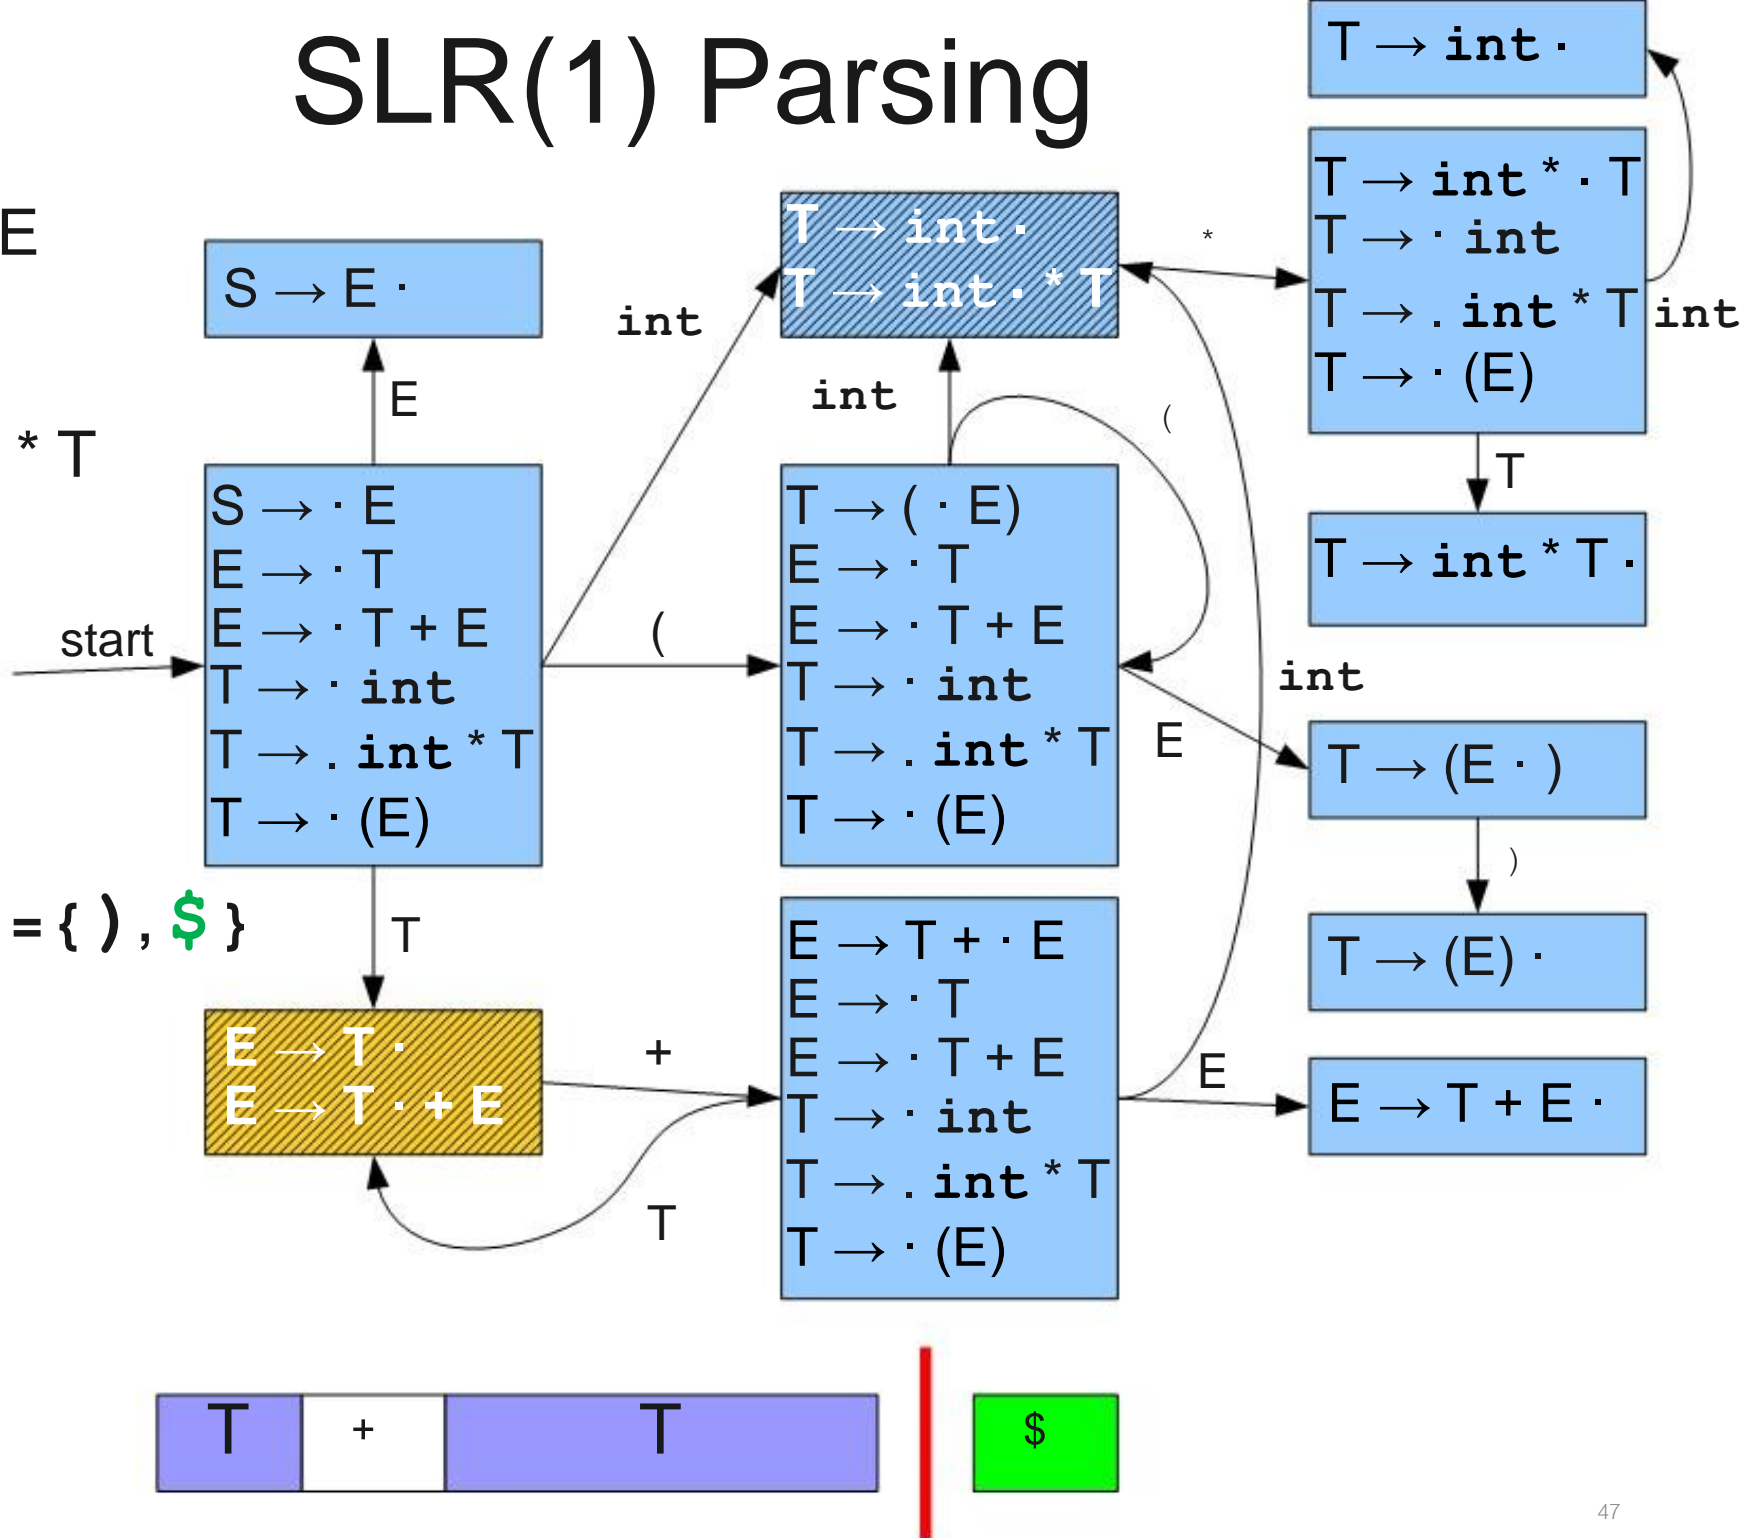 SLR(1) Parsing
E
* T
= { ) , $ }
start
S → · E
E → · T
E → · T + E
T → · int
T → . int * T
T → · (E)
E
S → E ·
T
E → T ·
E → T · + E
+
T
int
(
T → int ·
T → int · * T
int
(
T → ( · E)
E → · T
E → · T + E
T → · int
T → . int * T
T → · (E)
E → T + · E
E → · T
E → · T + E
T → · int
T → . int * T
T → · (E)
*
int
E
E
T → int ·
T → int * · T
T → · int
T → . int * T
T → · (E)
int
T
T → int * T ·
T → (E · )
)
T → (E) ·
E → T + E ·
T + T $
47